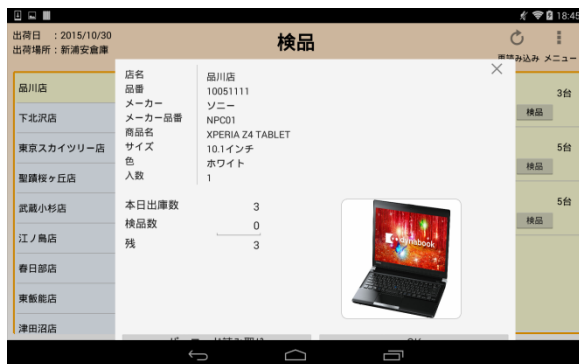 18:45
出荷日　：2015/10/30
出荷場所：新浦安倉庫
検品
再読み込み メニュー
品川店
下北沢店
東京スカイツリー店
聖蹟桜ヶ丘店
武蔵小杉店
江ノ島店
春日部店
東飯能店
津田沼店
店名 品川店
品番 10051111
メーカー ソニー
メーカー品番 NPC01
商品名 XPERIA Z4 TABLET
サイズ 10.1インチ
色 ホワイト
入数 1
本日出庫数 3
検品数 0
残 3
dynabook
3台
検品
5台
検品
5台
検品